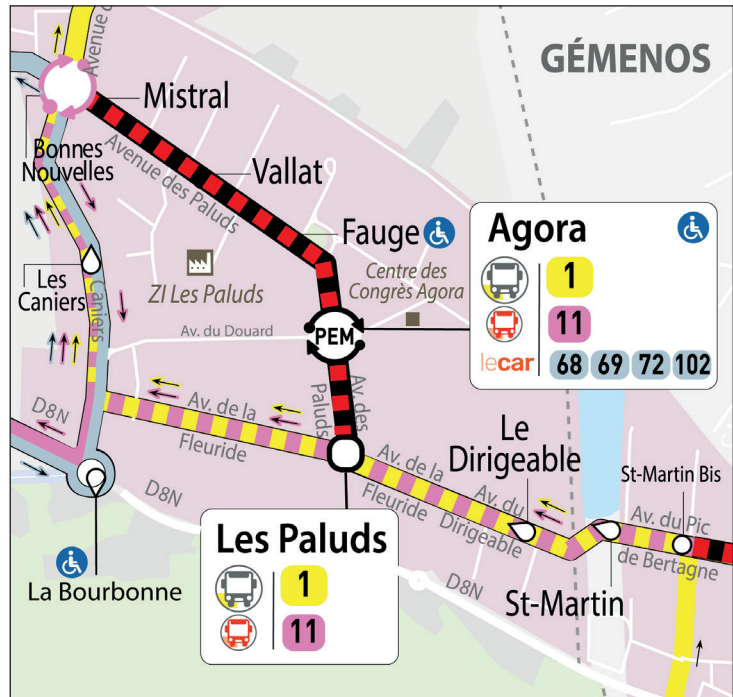 GÉMENOS
Avenue d
Mistral
Bonnes
Nouvelles
Avenue des Paluds
Vallat
Fauge
Agora
1
11
lecar
68 69 72 102
Les
Caniers
Caniers
ZI Les Paluds
Centre des
Congrès Agora
Av. du Douard
PEM
Av. des
Paluds
D8N
Av. de la
Fleuride
Av. de la
Fleuride
Le
Dirigeable
Av. du
Dirigeable
St-Martin Bis
Av. du Pic
de Bertagne
St-Martin
D8N
D8N
La Bourbonne
Les Paluds
1
11